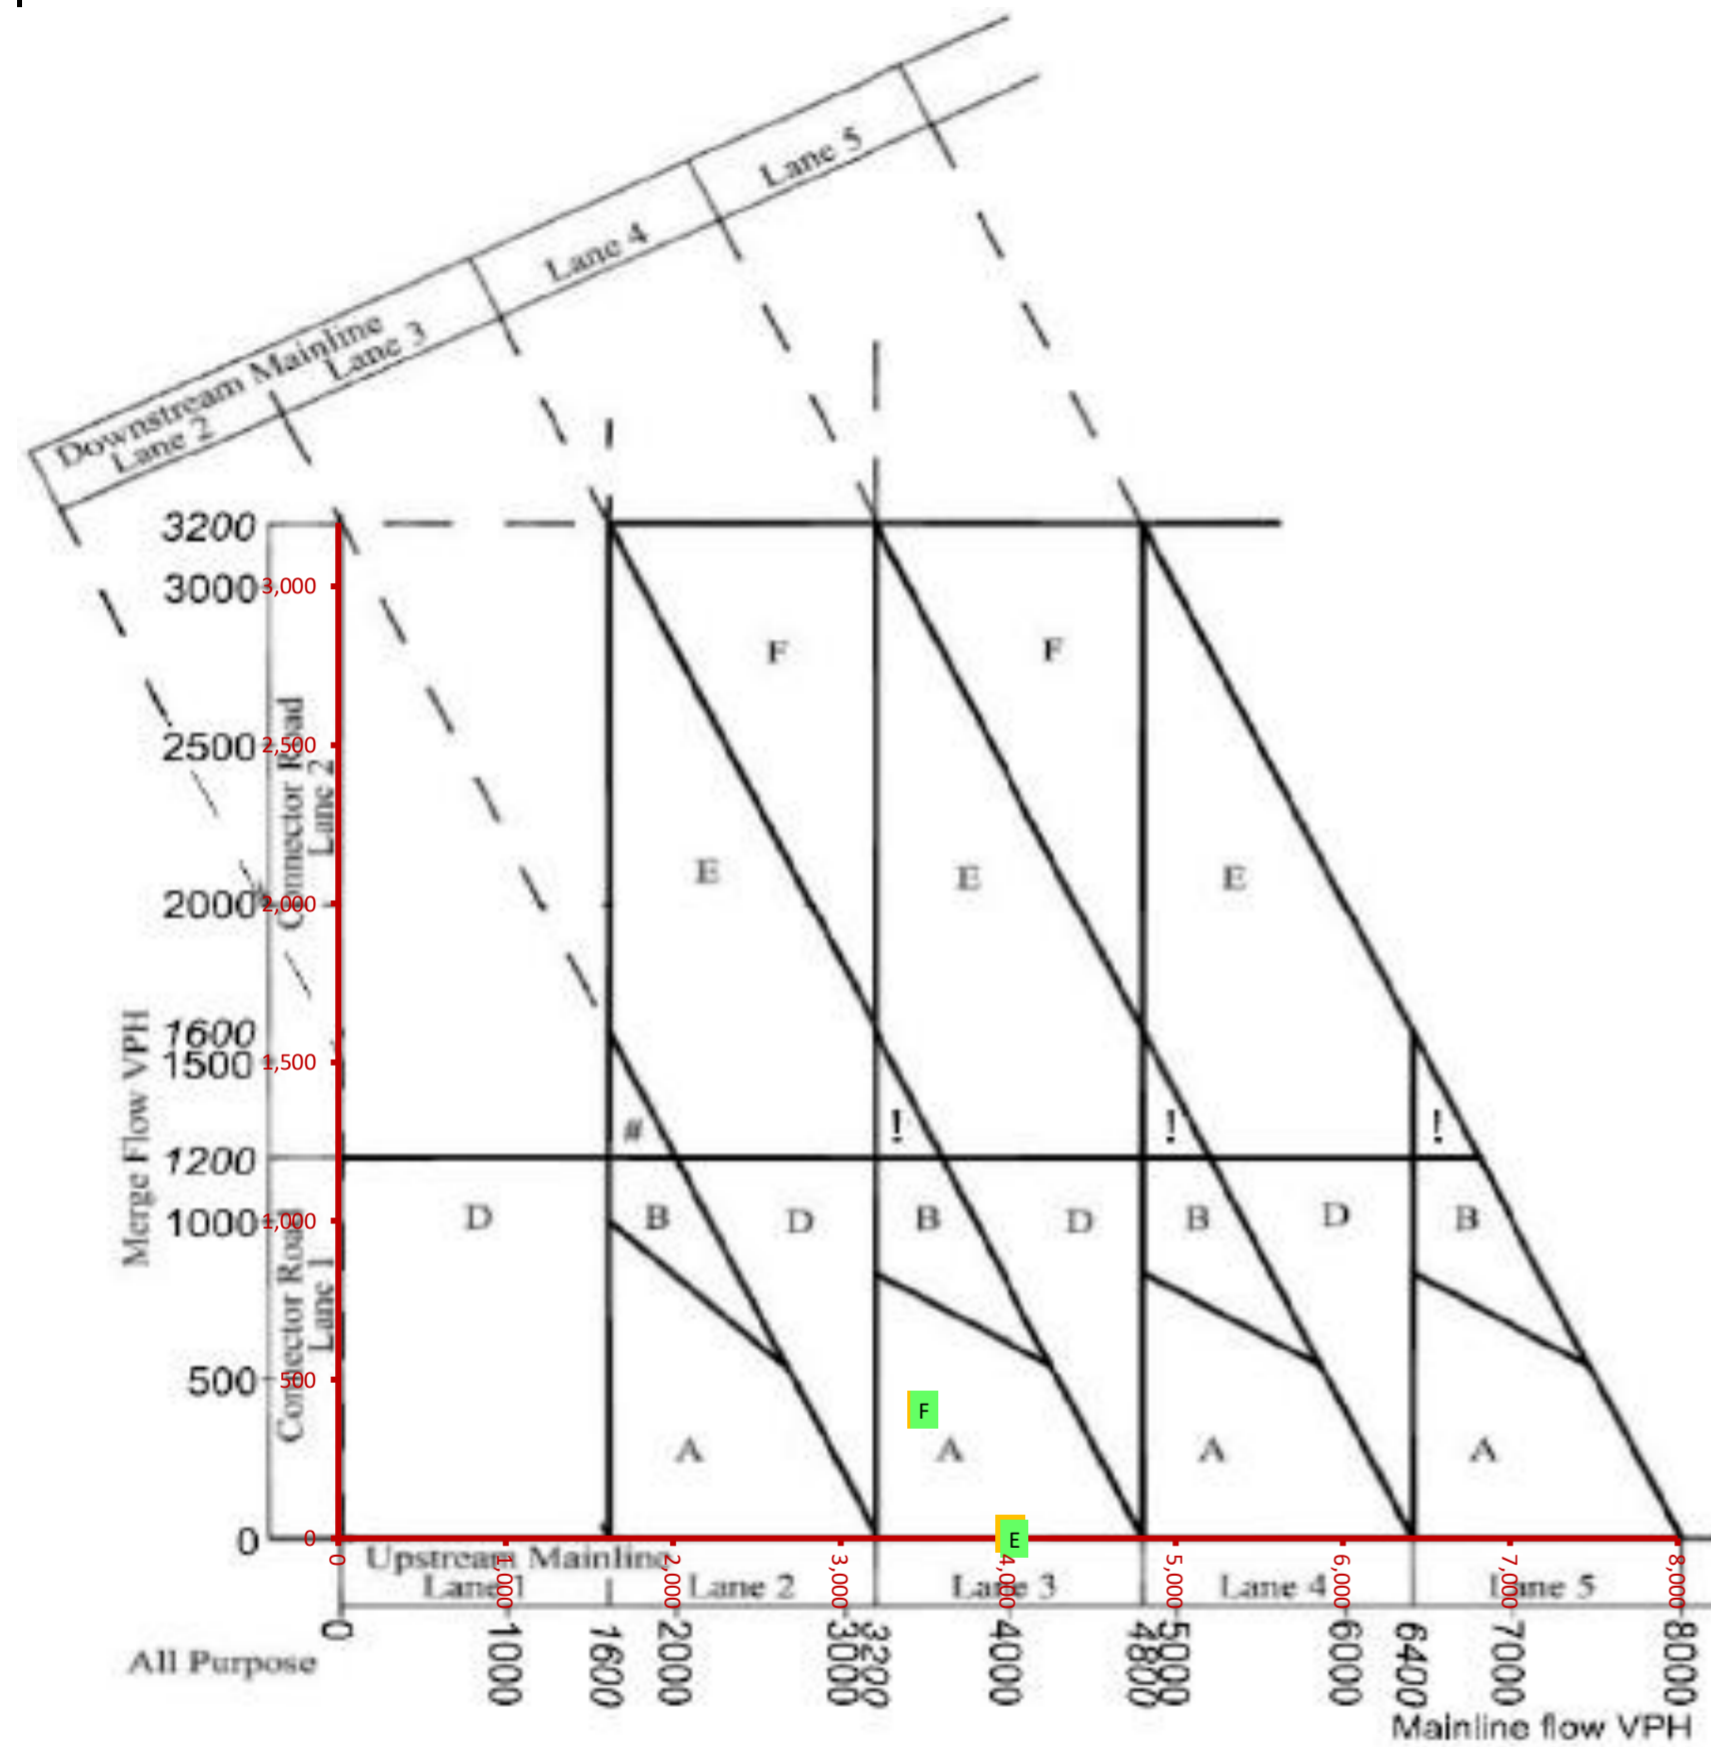 Lane 5
Lane 4
Downstream Mainline
Lane 3
Lane 2
3200
3000
3,000
F
F
2500
2,500
Connector Road
Lane 2
E
E
E
2000
2,000
Merge Flow VPH
1600
1500
1,500
#
!
!
!
1200
D
B
D
B
D
B
D
B
1000
1,000
Connector Road
Lane 1
500
500
F
A
A
A
A
0
0
E
Upstream Mainline
Lane 1
Lane 2
Lane 3
Lane 4
Lane 5
0
1,000
2,000
3,000
4,000
5,000
6,000
7,000
8,000
0
1000
1600
2000
3000
3200
4000
4800
5000
6000
6400
7000
8000
All Purpose
Mainline flow VPH